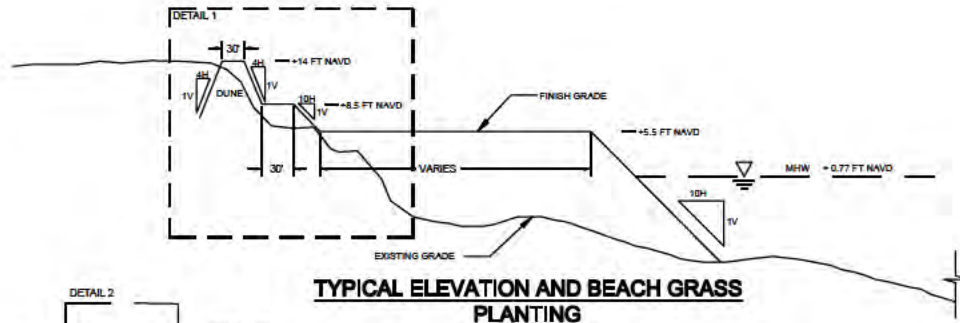 DETAIL 1
30'
4H
1V
DUNE
4H
1V
+14 FT NAVD
10H
1V
+8.5 FT NAVD
FINISH GRADE
+5.5 FT NAVD
30'
VARIES
MHW + 0.77 FT NAVD
10H
1V
EXISTING GRADE
TYPICAL ELEVATION AND BEACH GRASS
PLANTING
DETAIL 2